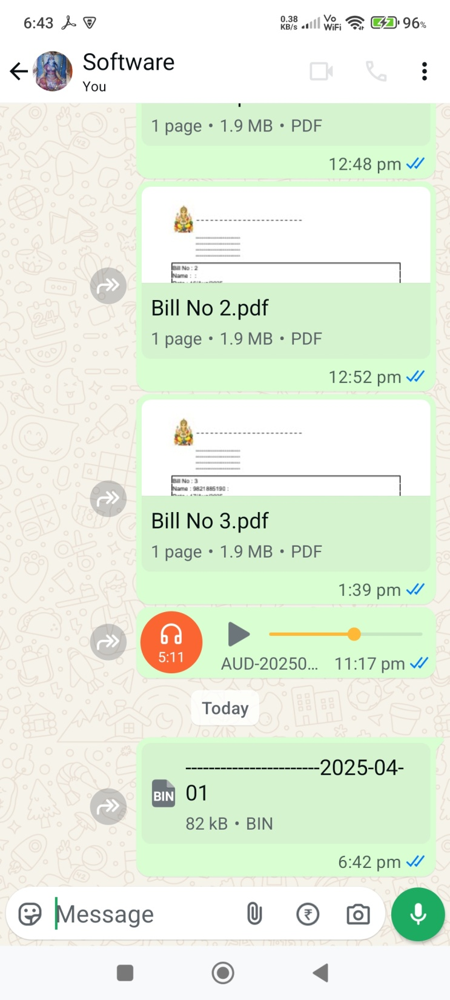 6:43
0.38 KB/s Vo WiFi 96%
Software
You
1 page • 1.9 MB • PDF
12:48 pm
------------------------
Bill No : 2
Name : :
Bill No 2.pdf
1 page • 1.9 MB • PDF
12:52 pm
------------------------
Bill No : 3
Name : 9821885190 :
Bill No 3.pdf
1 page • 1.9 MB • PDF
1:39 pm
5:11
AUD-20250... 11:17 pm
Today
-----------------------2025-04-
BIN 01
82 kB • BIN
6:42 pm
Message